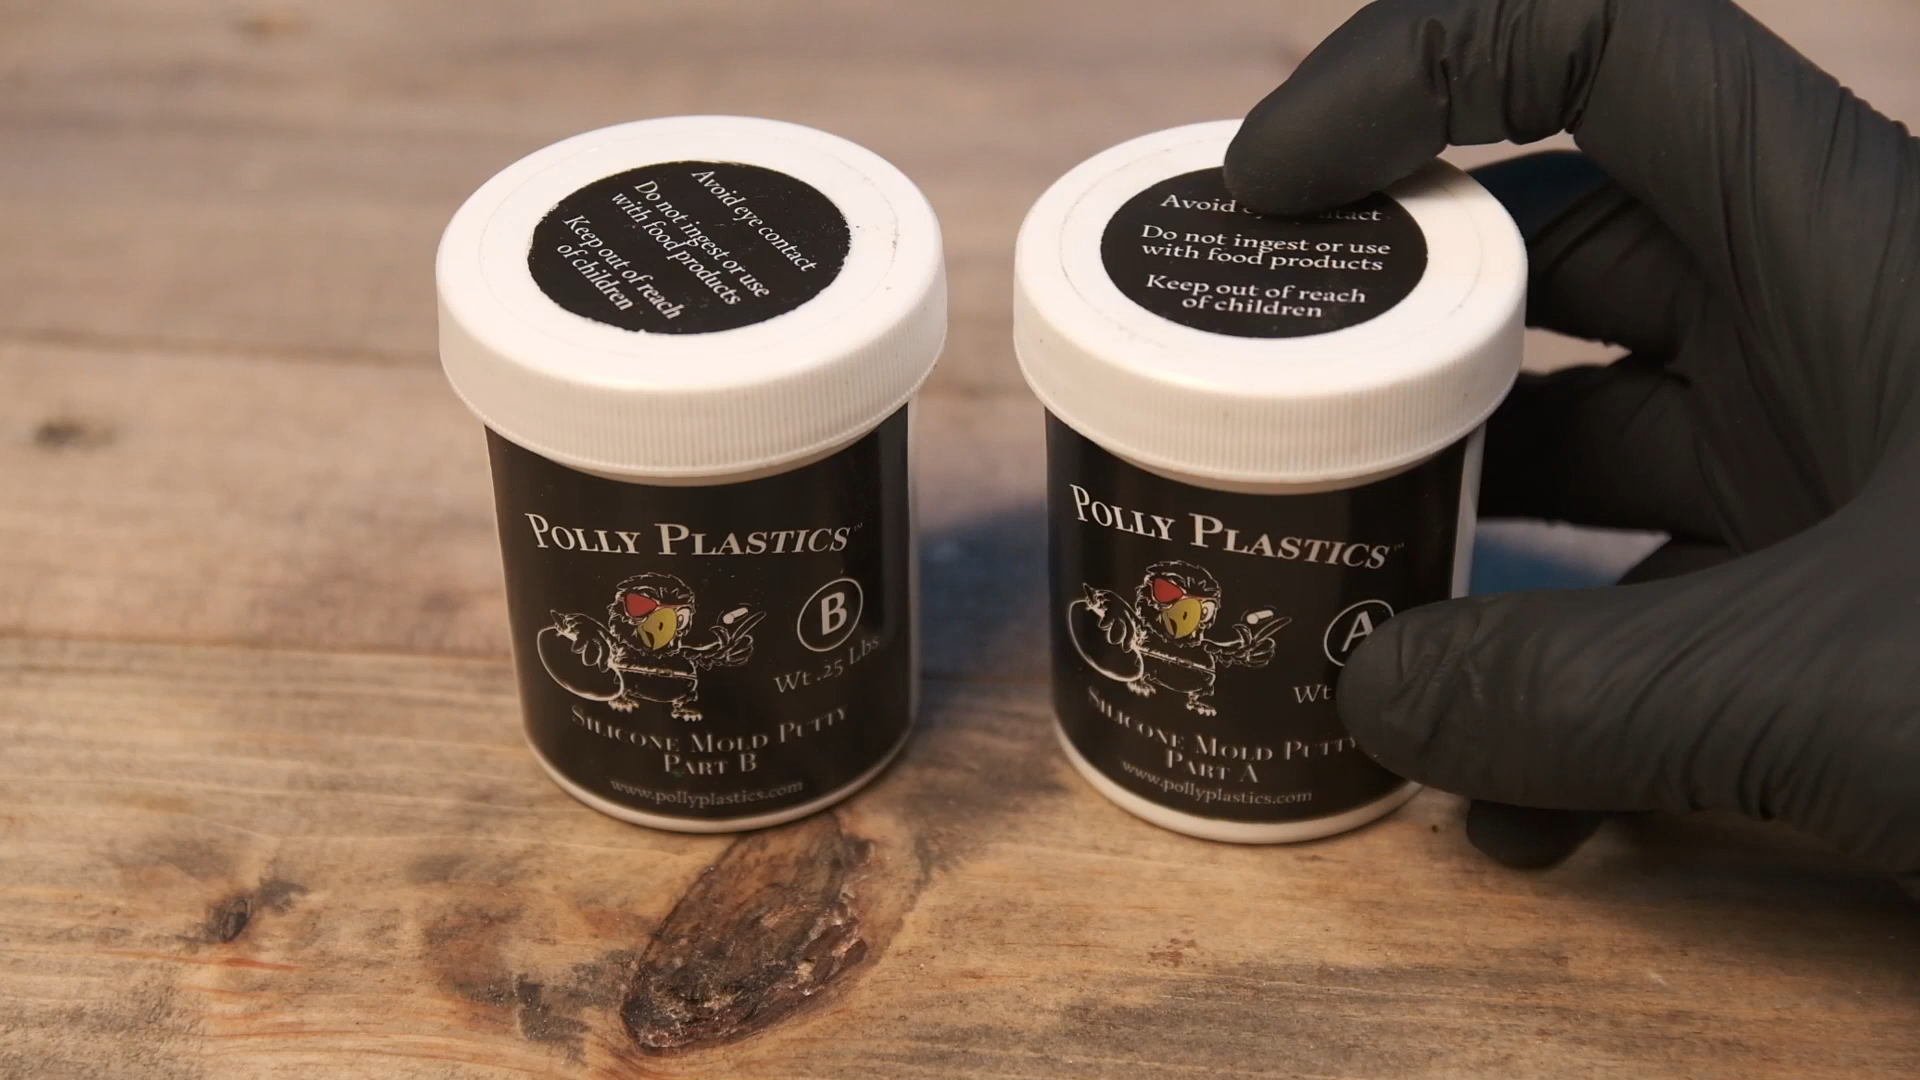 Avoid eye contact
Do not ingest or use
with food products
Keep out of reach
of children
POLLY PLASTICS™
B
Wt .25 Lbs
SILICONE MOLD PUTTY
PART B
www.pollyplastics.com
Avoid
Do not ingest or use
with food products
Keep out of reach
of children
POLLY PLASTICS™
A
Wt
SILICONE MOLD PUTTY
PART A
www.pollyplastics.com